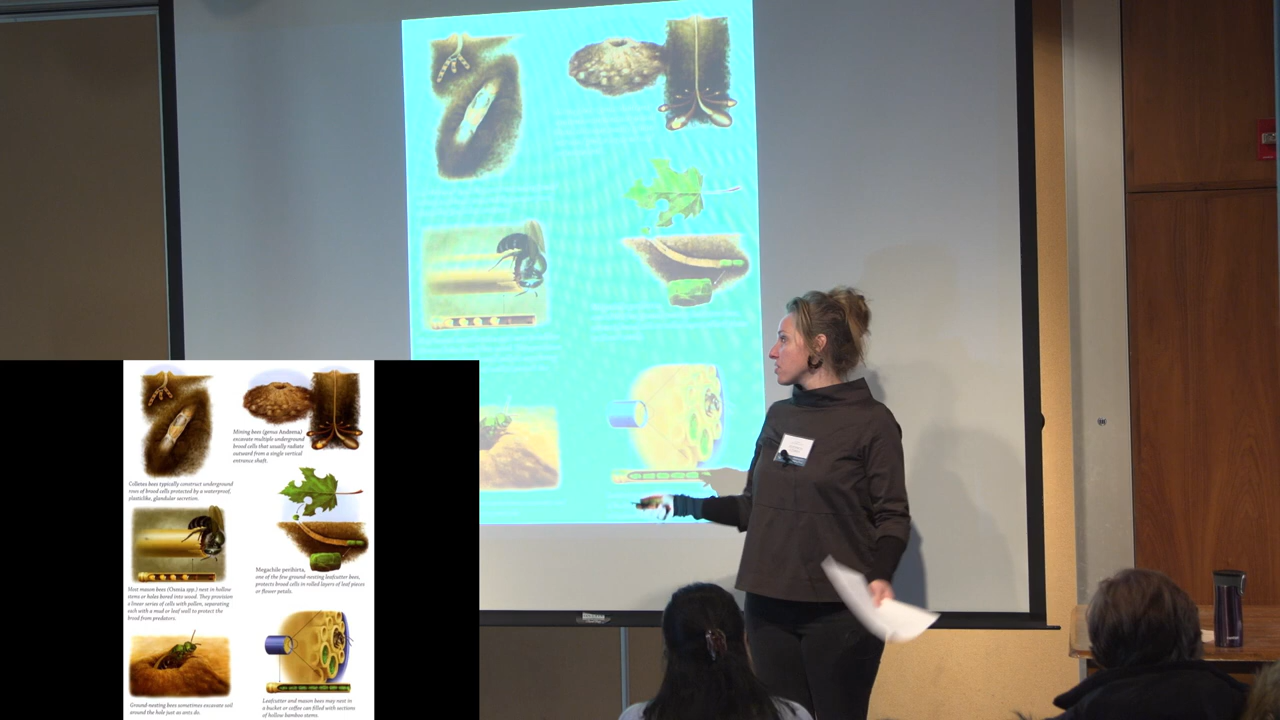 Mining bees (genus Andrena)
excavate multiple underground
brood cells that usually radiate
outward from a single vertical
entrance shaft.
Colletes bees typically construct underground
rows of brood cells protected by a waterproof,
plasticlike, glandular secretion.
Megachile perihirta,
one of the few ground-nesting leafcutter bees,
protects brood cells in rolled layers of leaf pieces
or flower petals.
Most mason bees (Osmia spp.) nest in hollow
stems or holes bored into wood. They provision
a linear series of cells with pollen, separating
each with a mud or leaf wall to protect the
brood from predators.
Ground-nesting bees sometimes excavate soil
around the hole just as ants do.
Leafcutter and mason bees may nest in
a bucket or coffee can filled with sections
of hollow bamboo stems.